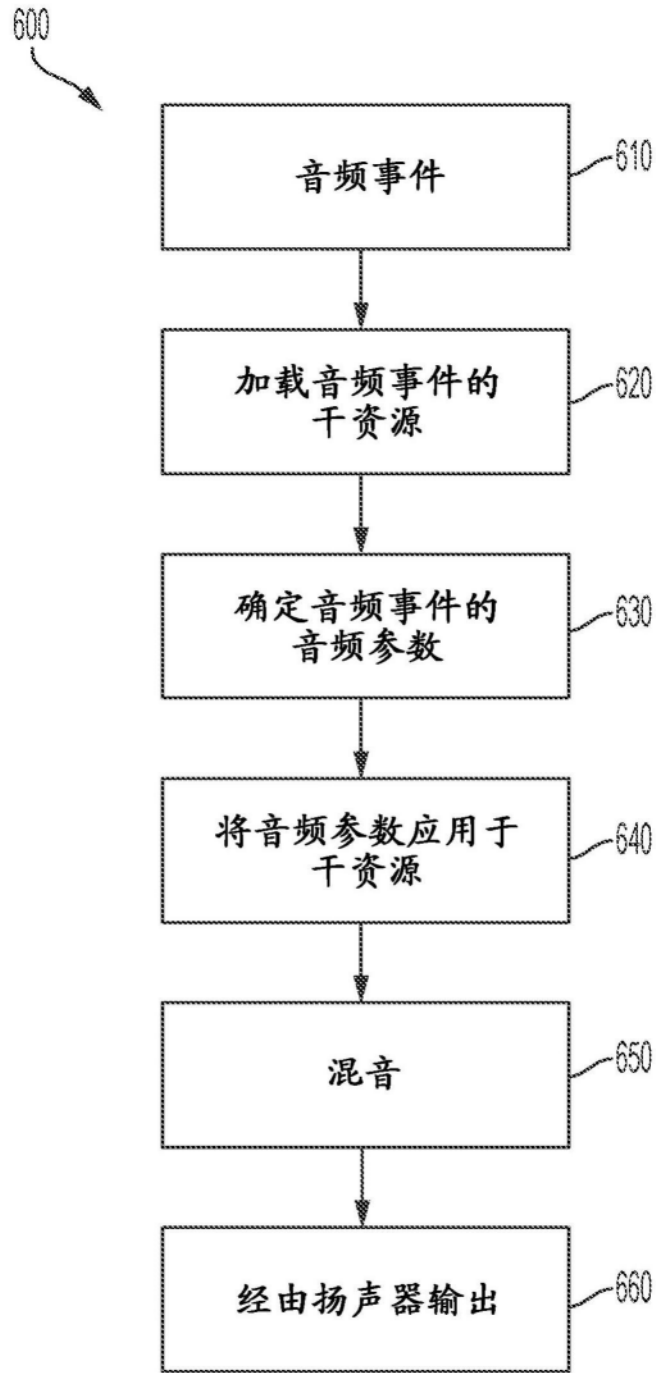 600
音频事件
610
加载音频事件的
干资源
620
确定音频事件的
音频参数
630
将音频参数应用于
干资源
640
混音
650
经由扬声器输出
660